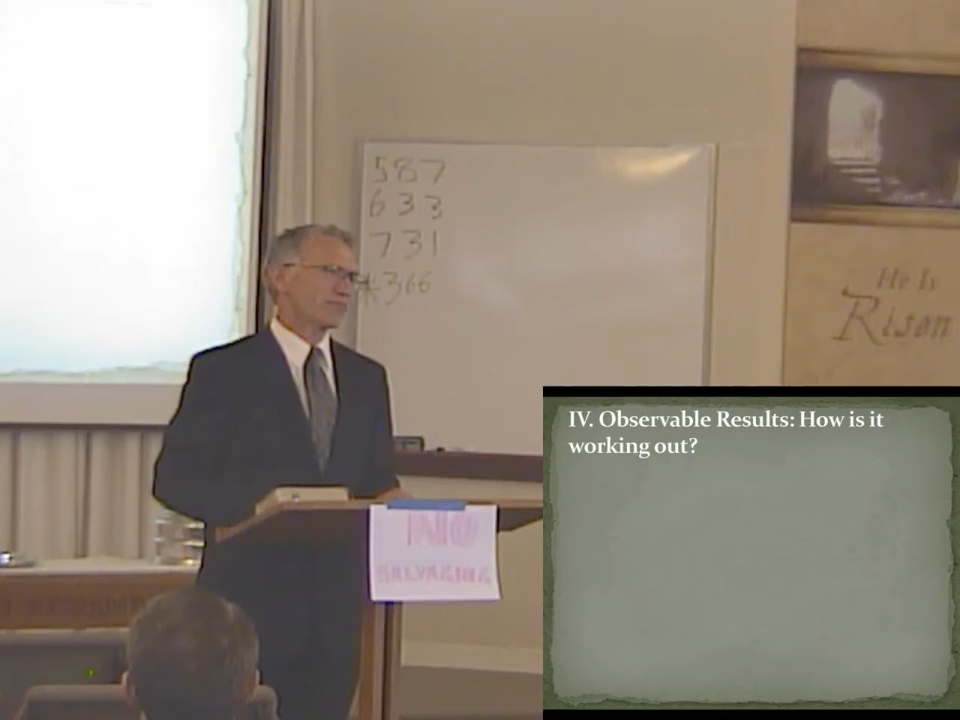 587
633
731
*366
He Is
Risen
NO
SALVAGING
IV. Observable Results: How is it
working out?